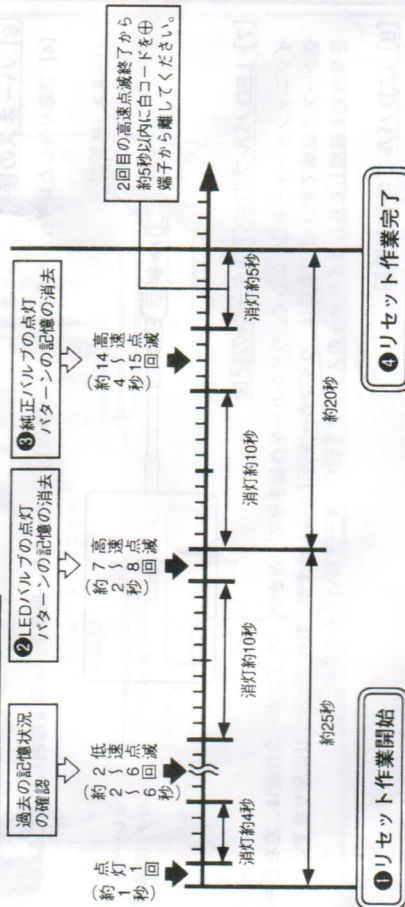 過去の記憶状況
の確認
❷LEDバルブの点灯
パターンの記憶の消去
❸純正バルブの点灯
パターンの記憶の消去
2回目の高速点滅終了から
約5秒以内に白コードを⊕
端子から離してください。
点灯1回
(約1秒)
低速点滅
2~6回
(約2~6秒)
高速点滅
7~8回
(約2秒)
高速点滅
14~15回
(約4秒)
消灯約4秒
消灯約10秒
消灯約10秒
消灯約5秒
約25秒
約20秒
❶リセット作業開始
❹リセット作業完了